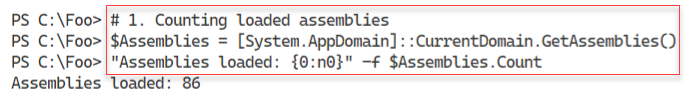 PS C:\Foo> # 1. Counting loaded assemblies
PS C:\Foo> $Assemblies = [System.AppDomain]::CurrentDomain.GetAssemblies()
PS C:\Foo> "Assemblies loaded: {0:n0}" -f $Assemblies.Count
Assemblies loaded: 86